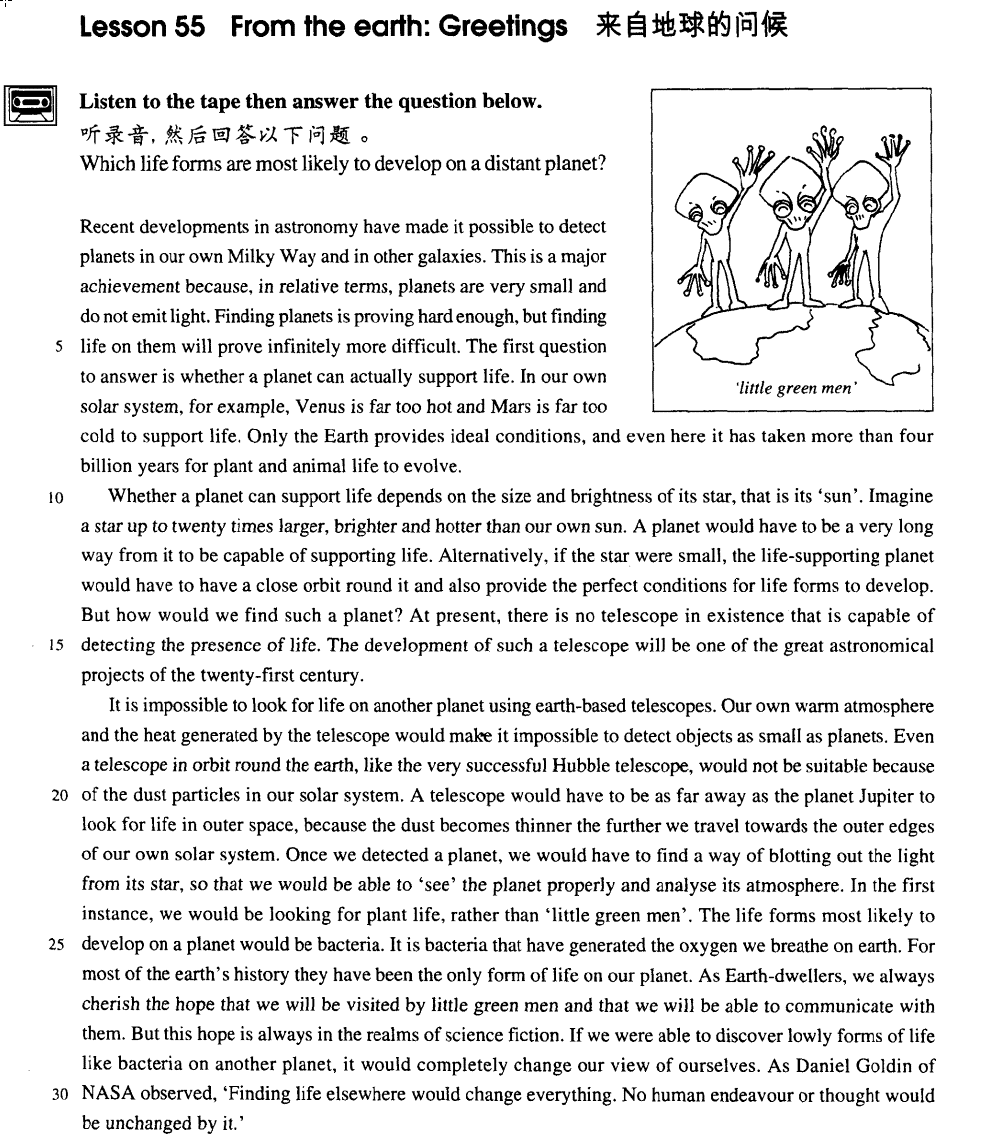 Lesson 55 From the earth: Greetings 来自地球的问候
Listen to the tape then answer the question below.
听录音，然后回答以下问题。
Which life forms are most likely to develop on a distant planet?
Recent developments in astronomy have made it possible to detect
planets in our own Milky Way and in other galaxies. This is a major
achievement because, in relative terms, planets are very small and
do not emit light. Finding planets is proving hard enough, but finding
5 life on them will prove infinitely more difficult. The first question
to answer is whether a planet can actually support life. In our own
solar system, for example, Venus is far too hot and Mars is far too
'little green men'
cold to support life. Only the Earth provides ideal conditions, and even here it has taken more than four
billion years for plant and animal life to evolve.
10 Whether a planet can support life depends on the size and brightness of its star, that is its 'sun'. Imagine
a star up to twenty times larger, brighter and hotter than our own sun. A planet would have to be a very long
way from it to be capable of supporting life. Alternatively, if the star were small, the life-supporting planet
would have to have a close orbit round it and also provide the perfect conditions for life forms to develop.
But how would we find such a planet? At present, there is no telescope in existence that is capable of
15 detecting the presence of life. The development of such a telescope will be one of the great astronomical
projects of the twenty-first century.
It is impossible to look for life on another planet using earth-based telescopes. Our own warm atmosphere
and the heat generated by the telescope would make it impossible to detect objects as small as planets. Even
a telescope in orbit round the earth, like the very successful Hubble telescope, would not be suitable because
20 of the dust particles in our solar system. A telescope would have to be as far away as the planet Jupiter to
look for life in outer space, because the dust becomes thinner the further we travel towards the outer edges
of our own solar system. Once we detected a planet, we would have to find a way of blotting out the light
from its star, so that we would be able to 'see' the planet properly and analyse its atmosphere. In the first
instance, we would be looking for plant life, rather than 'little green men'. The life forms most likely to
25 develop on a planet would be bacteria. It is bacteria that have generated the oxygen we breathe on earth. For
most of the earth's history they have been the only form of life on our planet. As Earth-dwellers, we always
cherish the hope that we will be visited by little green men and that we will be able to communicate with
them. But this hope is always in the realms of science fiction. If we were able to discover lowly forms of life
like bacteria on another planet, it would completely change our view of ourselves. As Daniel Goldin of
30 NASA observed, 'Finding life elsewhere would change everything. No human endeavour or thought would
be unchanged by it.'